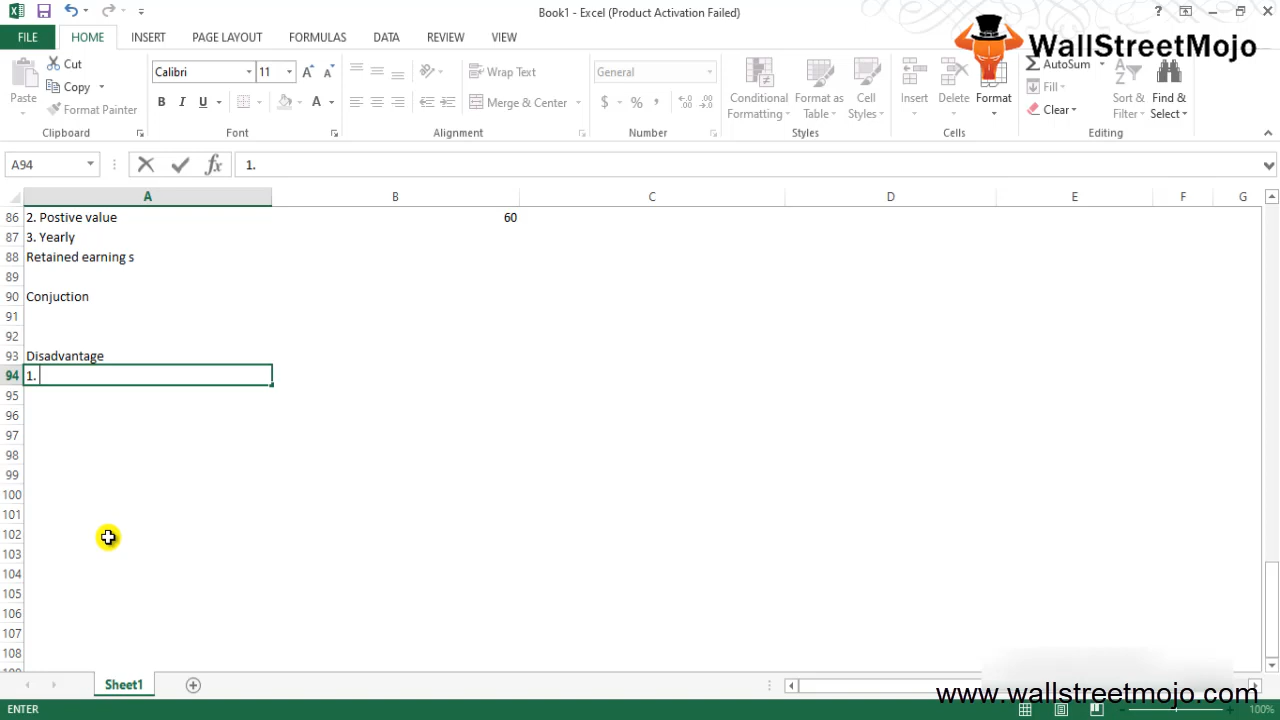 Book1 - Excel (Product Activation Failed)
?
FILE HOME INSERT PAGE LAYOUT FORMULAS DATA REVIEW VIEW
WallStreetMojo
Paste
Cut
Copy
Format Painter
Clipboard
Calibri 11
A A
B I U A
Font
Wrap Text
Merge & Center
Alignment
General
$ % ,
Number
Conditional Formatting
Format as Table
Cell Styles
Styles
Insert
Delete
Format
Cells
AutoSum
Fill
Clear
Sort & Filter
Find & Select
Editing
A94 fx 1.
A B C D E F G
86 2. Postive value 60
87 3. Yearly
88 Retained earning s
89
90 Conjuction
91
92
93 Disadvantage
94 1.
95
96
97
98
99
100
101
102
103
104
105
106
107
108
Sheet1
www.wallstreetmojo.com
ENTER 100%